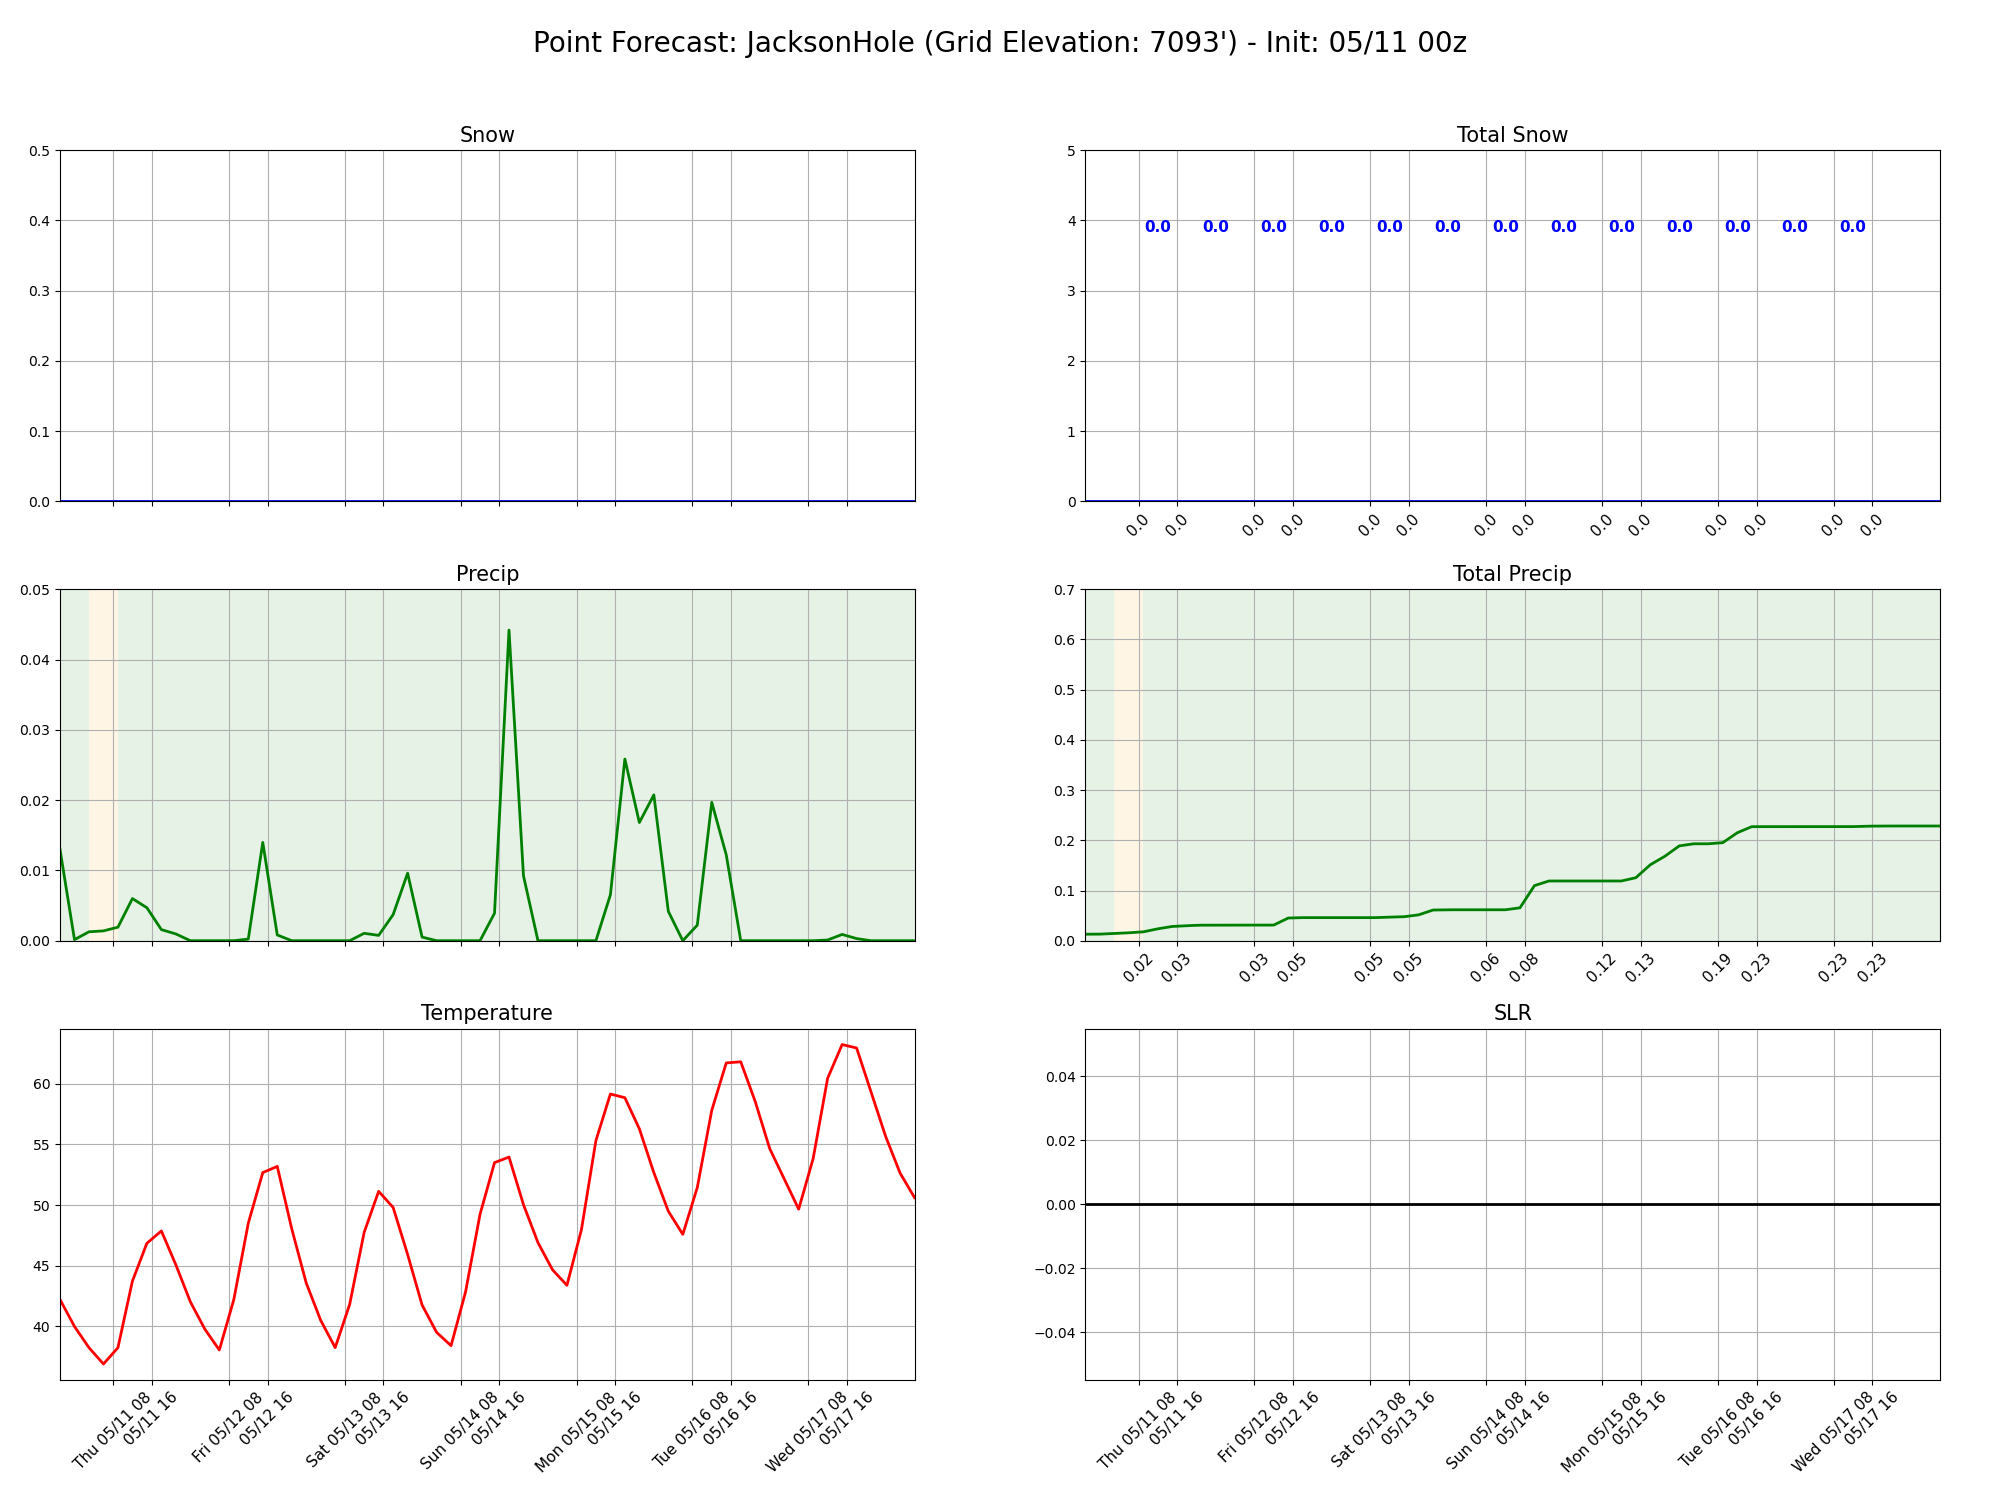 Point Forecast: JacksonHole (Grid Elevation: 7093') - Init: 05/11 00z
Snow
0.5
0.4
0.3
0.2
0.1
0.0
Total Snow
5
4
3
2
1
0
0.0 0.0 0.0 0.0 0.0 0.0 0.0 0.0 0.0 0.0 0.0 0.0 0.0
0.0 0.0 0.0 0.0 0.0 0.0 0.0 0.0 0.0 0.0 0.0 0.0 0.0 0.0
Precip
0.05
0.04
0.03
0.02
0.01
0.00
Total Precip
0.7
0.6
0.5
0.4
0.3
0.2
0.1
0.0
0.02 0.03 0.03 0.05 0.05 0.05 0.06 0.08 0.12 0.13 0.19 0.23 0.23 0.23
Temperature
60
55
50
45
40
Thu 05/11 08
05/11 16
Fri 05/12 08
05/12 16
Sat 05/13 08
05/13 16
Sun 05/14 08
05/14 16
Mon 05/15 08
05/15 16
Tue 05/16 08
05/16 16
Wed 05/17 08
05/17 16
SLR
0.04
0.02
0.00
−0.02
−0.04
Thu 05/11 08
05/11 16
Fri 05/12 08
05/12 16
Sat 05/13 08
05/13 16
Sun 05/14 08
05/14 16
Mon 05/15 08
05/15 16
Tue 05/16 08
05/16 16
Wed 05/17 08
05/17 16